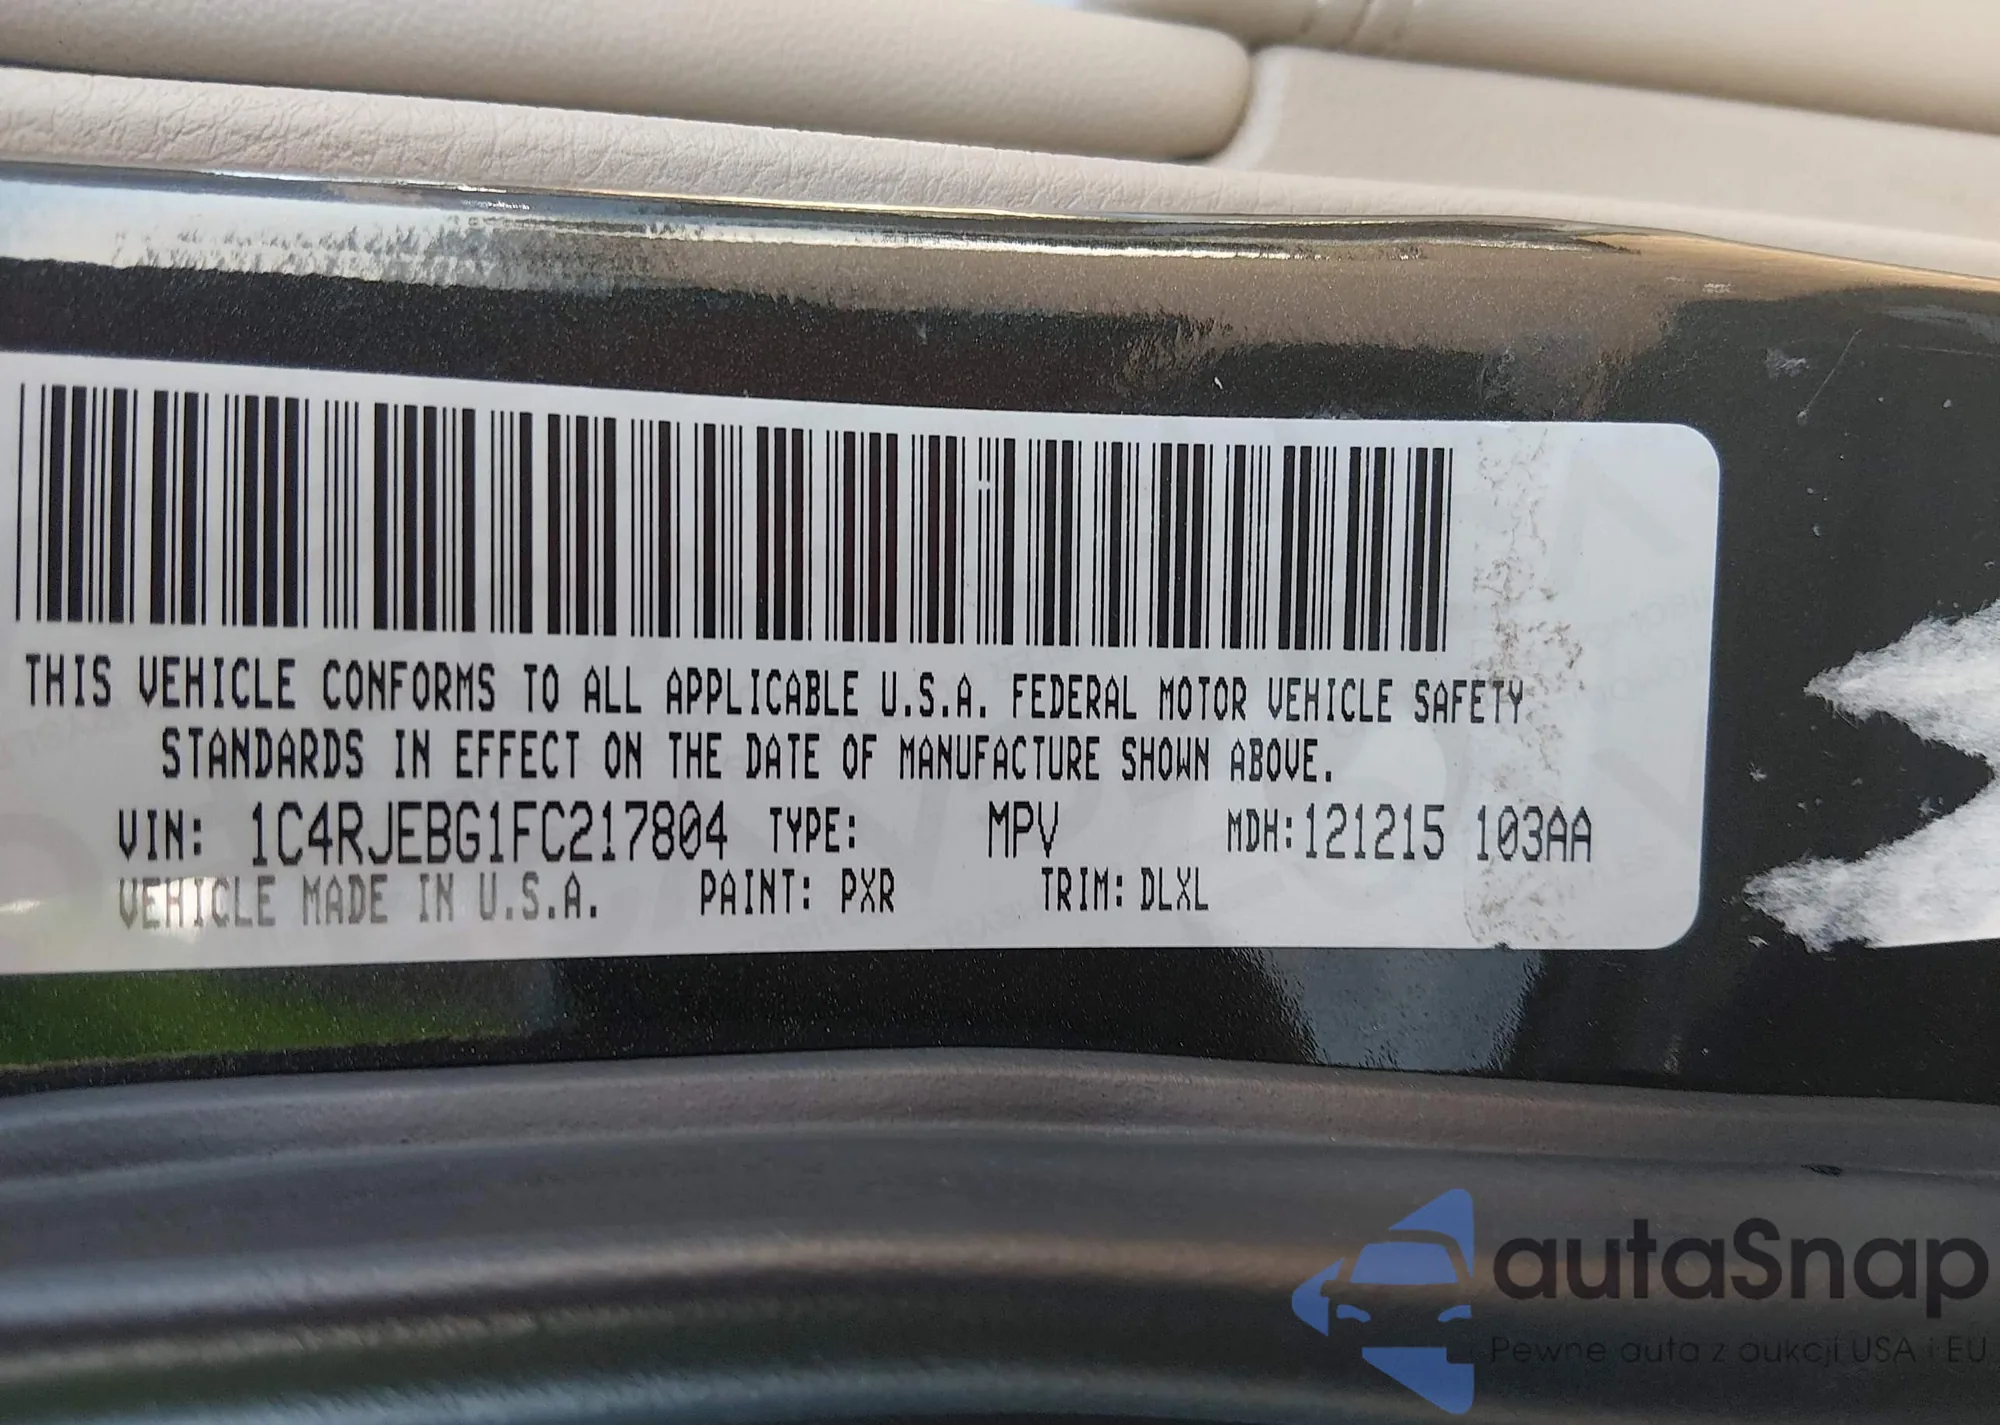 THIS VEHICLE CONFORMS TO ALL APPLICABLE U.S.A. FEDERAL MOTOR VEHICLE SAFETY
STANDARDS IN EFFECT ON THE DATE OF MANUFACTURE SHOWN ABOVE.
VIN: 1C4RJEBG1FC217804 TYPE: MPV MDH:121215 103AA
VEHICLE MADE IN U.S.A. PAINT: PXR TRIM: DLXL
autaSnap
Pewne auta z aukcji USA i EU